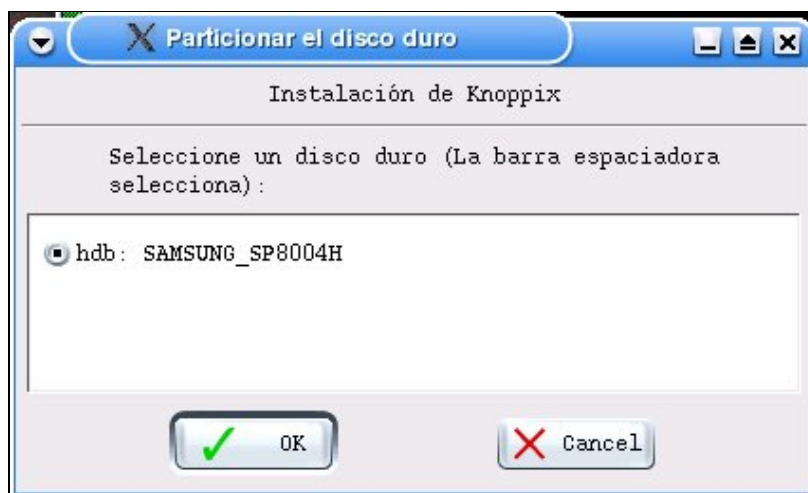 Particionar el disco duro
Instalación de Knoppix
Seleccione un disco duro (La barra espaciadora
selecciona):
hdb: SAMSUNG_SP8004H
OK
Cancel